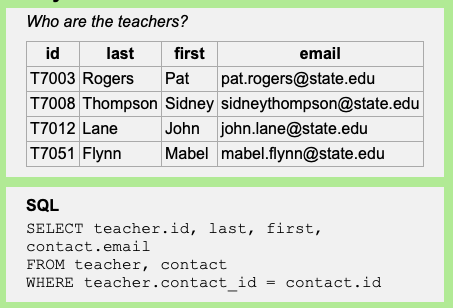 Who are the teachers?
id last first email
T7003 Rogers Pat pat.rogers@state.edu
T7008 Thompson Sidney sidneythompson@state.edu
T7012 Lane John john.lane@state.edu
T7051 Flynn Mabel mabel.flynn@state.edu
SQL
SELECT teacher.id, last, first,
contact.email
FROM teacher, contact
WHERE teacher.contact_id = contact.id